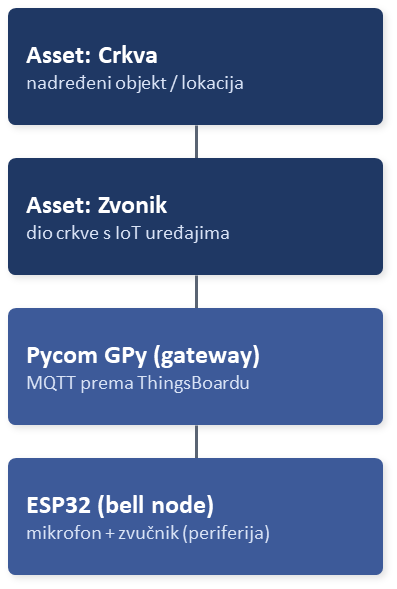 Asset: Crkva
nadređeni objekt / lokacija
Asset: Zvonik
dio crkve s IoT uređajima
Pycom GPy (gateway)
MQTT prema ThingsBoardu
ESP32 (bell node)
mikrofon + zvučnik (periferija)